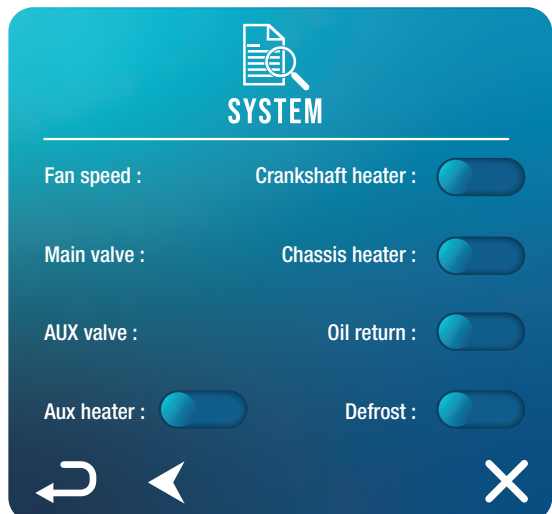 SYSTEM
Fan speed : Crankshaft heater :
Main valve : Chassis heater :
AUX valve : Oil return :
Aux heater : Defrost :